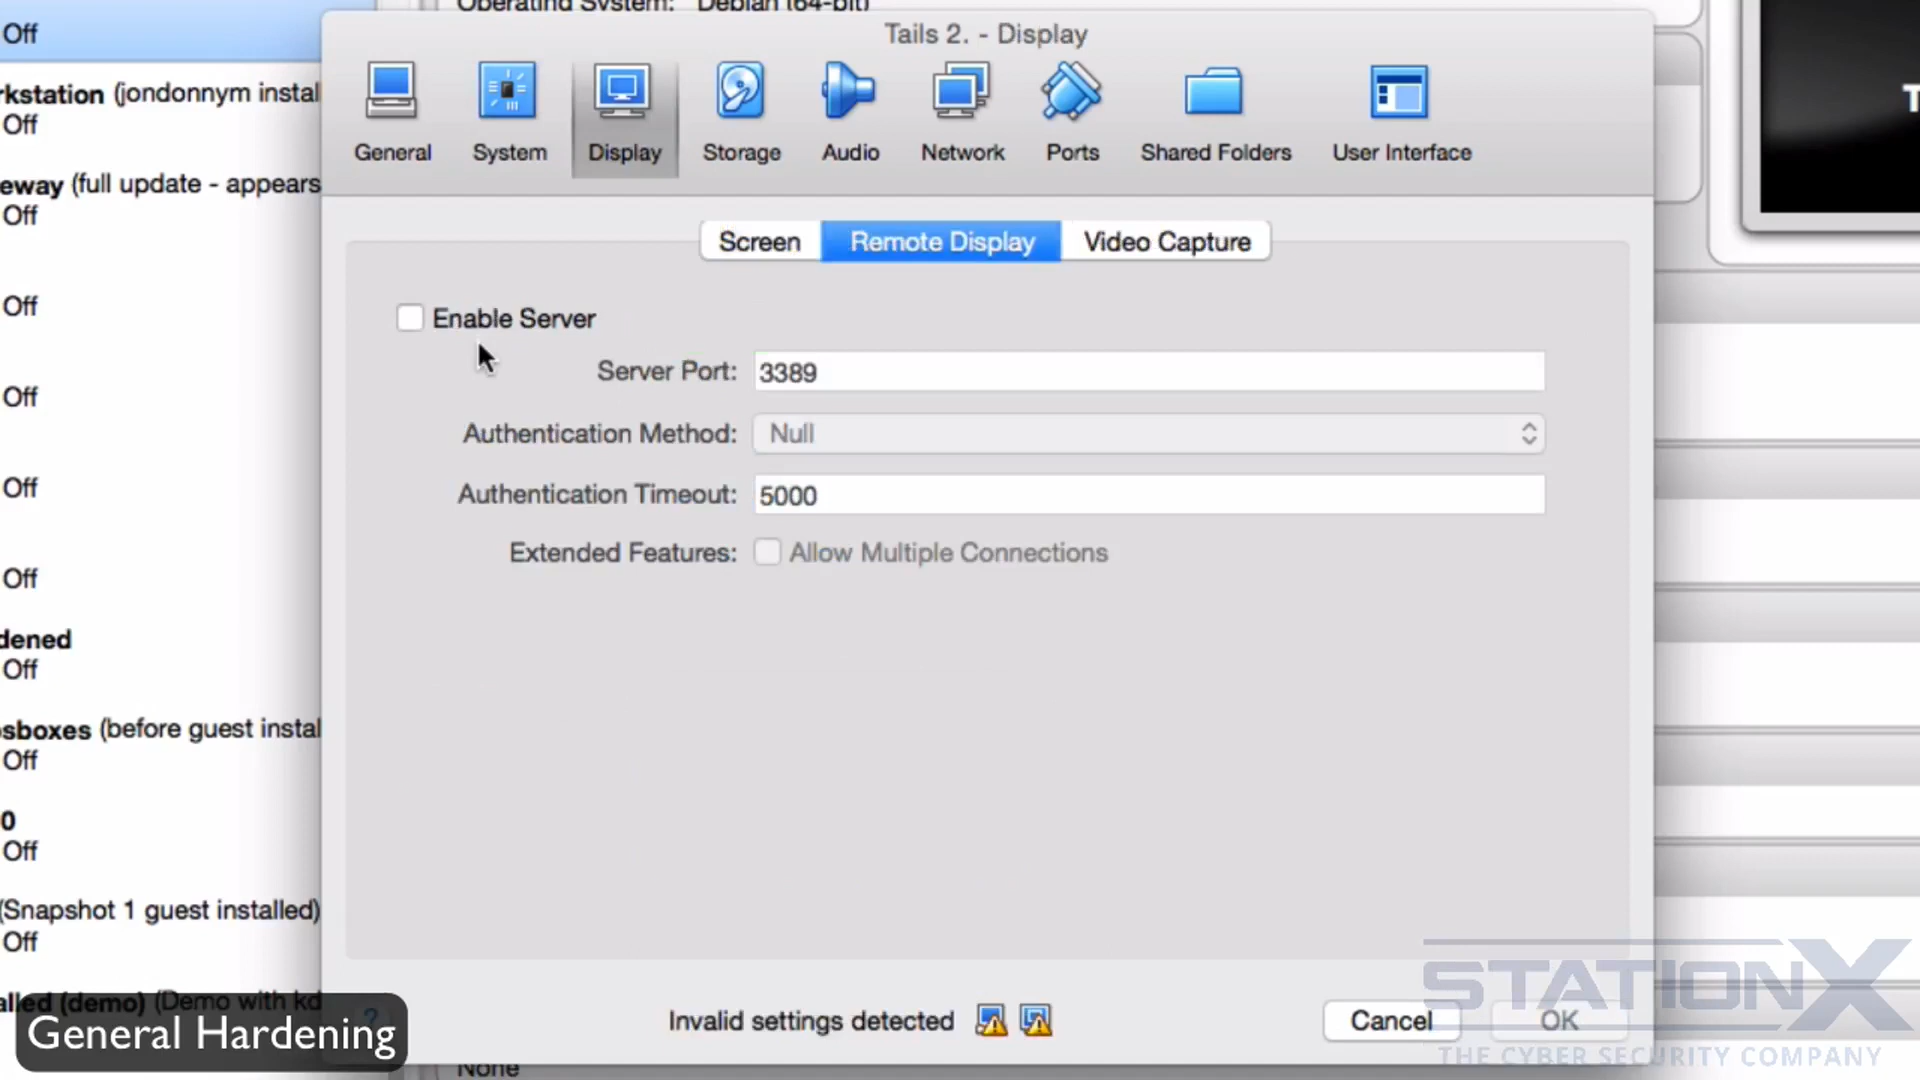 Operating System: Debian (64-bit)
Off
Tails 2. - Display
General
System
Display
Storage
Audio
Network
Ports
Shared Folders
User Interface
rkstation (jondonnym instal
Off
eway (full update - appears
Off
Off
Off
Off
Off
dened
Off
sboxes (before guest instal
Off
0
Off
(Snapshot 1 guest installed)
Off
alled (demo) (Demo with kd
Screen
Remote Display
Video Capture
Enable Server
Server Port: 3389
Authentication Method: Null
Authentication Timeout: 5000
Extended Features: Allow Multiple Connections
Invalid settings detected
Cancel
OK
?
General Hardening
None
T
STATIONX
THE CYBER SECURITY COMPANY